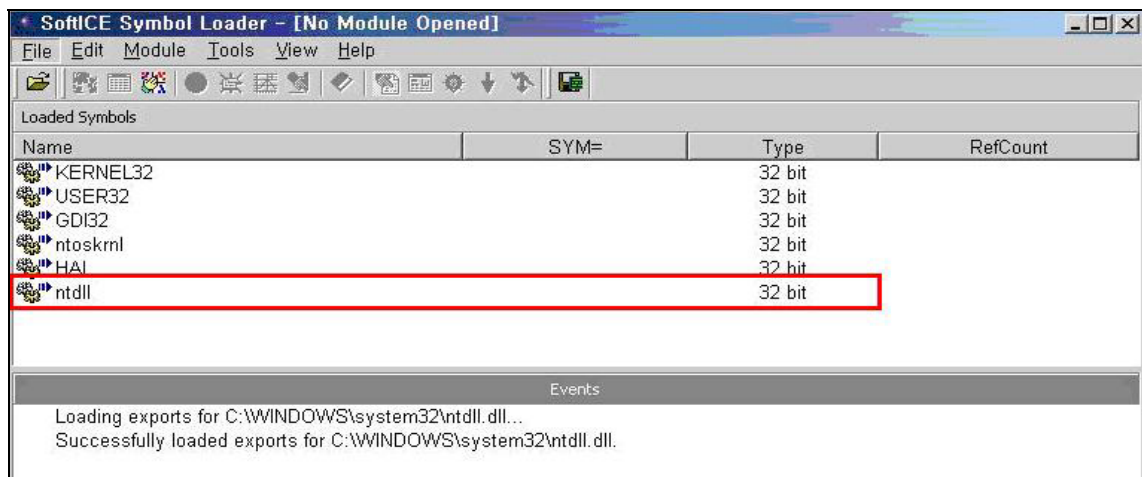 SoftICE Symbol Loader - [No Module Opened]
File Edit Module Tools View Help
Loaded Symbols
Name SYM= Type RefCount
KERNEL32 32 bit
USER32 32 bit
GDI32 32 bit
ntoskrnl 32 bit
HAL 32 bit
ntdll 32 bit
Events
Loading exports for C:\WINDOWS\system32\ntdll.dll...
Successfully loaded exports for C:\WINDOWS\system32\ntdll.dll.